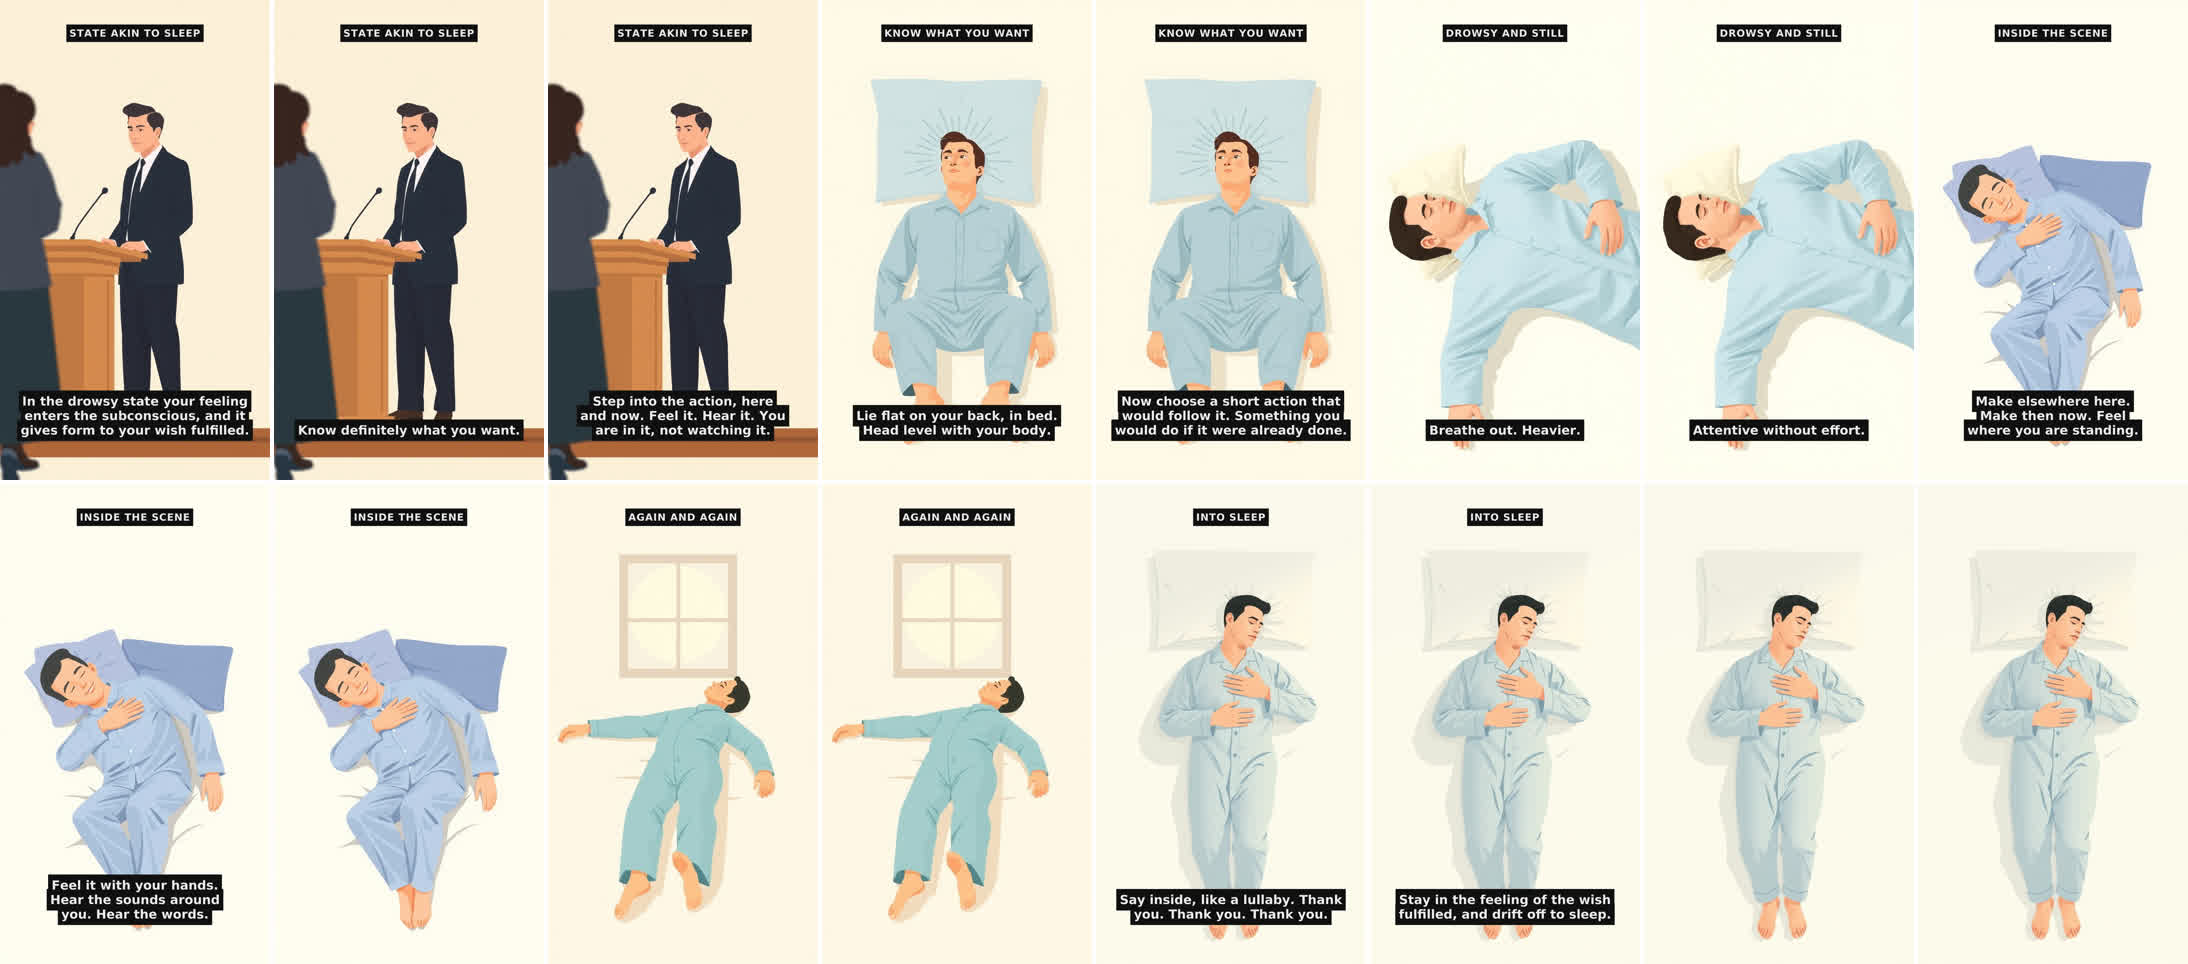 STATE AKIN TO SLEEP
In the drowsy state your feeling
enters the subconscious, and it
gives form to your wish fulfilled.
STATE AKIN TO SLEEP
Know definitely what you want.
STATE AKIN TO SLEEP
Step into the action, here
and now. Feel it. Hear it. You
are in it, not watching it.
KNOW WHAT YOU WANT
Lie flat on your back, in bed.
Head level with your body.
KNOW WHAT YOU WANT
Now choose a short action that
would follow it. Something you
would do if it were already done.
DROWSY AND STILL
Breathe out. Heavier.
DROWSY AND STILL
Attentive without effort.
INSIDE THE SCENE
Make elsewhere here.
Make then now. Feel
where you are standing.
INSIDE THE SCENE
Feel it with your hands.
Hear the sounds around
you. Hear the words.
INSIDE THE SCENE
AGAIN AND AGAIN
AGAIN AND AGAIN
INTO SLEEP
Say inside, like a lullaby. Thank
you. Thank you. Thank you.
INTO SLEEP
Stay in the feeling of the wish
fulfilled, and drift off to sleep.